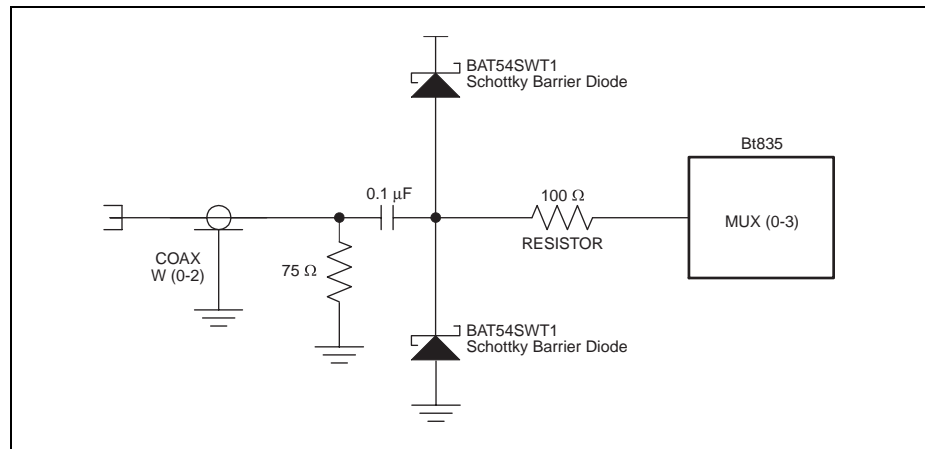 BAT54SWT1
Schottky Barrier Diode
Bt835
0.1 μF
100 Ω
RESISTOR
MUX (0-3)
COAX
W (0-2)
75 Ω
BAT54SWT1
Schottky Barrier Diode